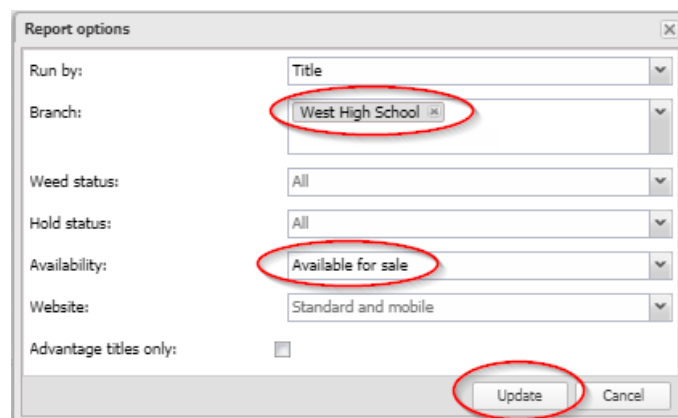 Report options
Run by: Title
Branch: West High School
Weed status: All
Hold status: All
Availability: Available for sale
Website: Standard and mobile
Advantage titles only:
Update Cancel